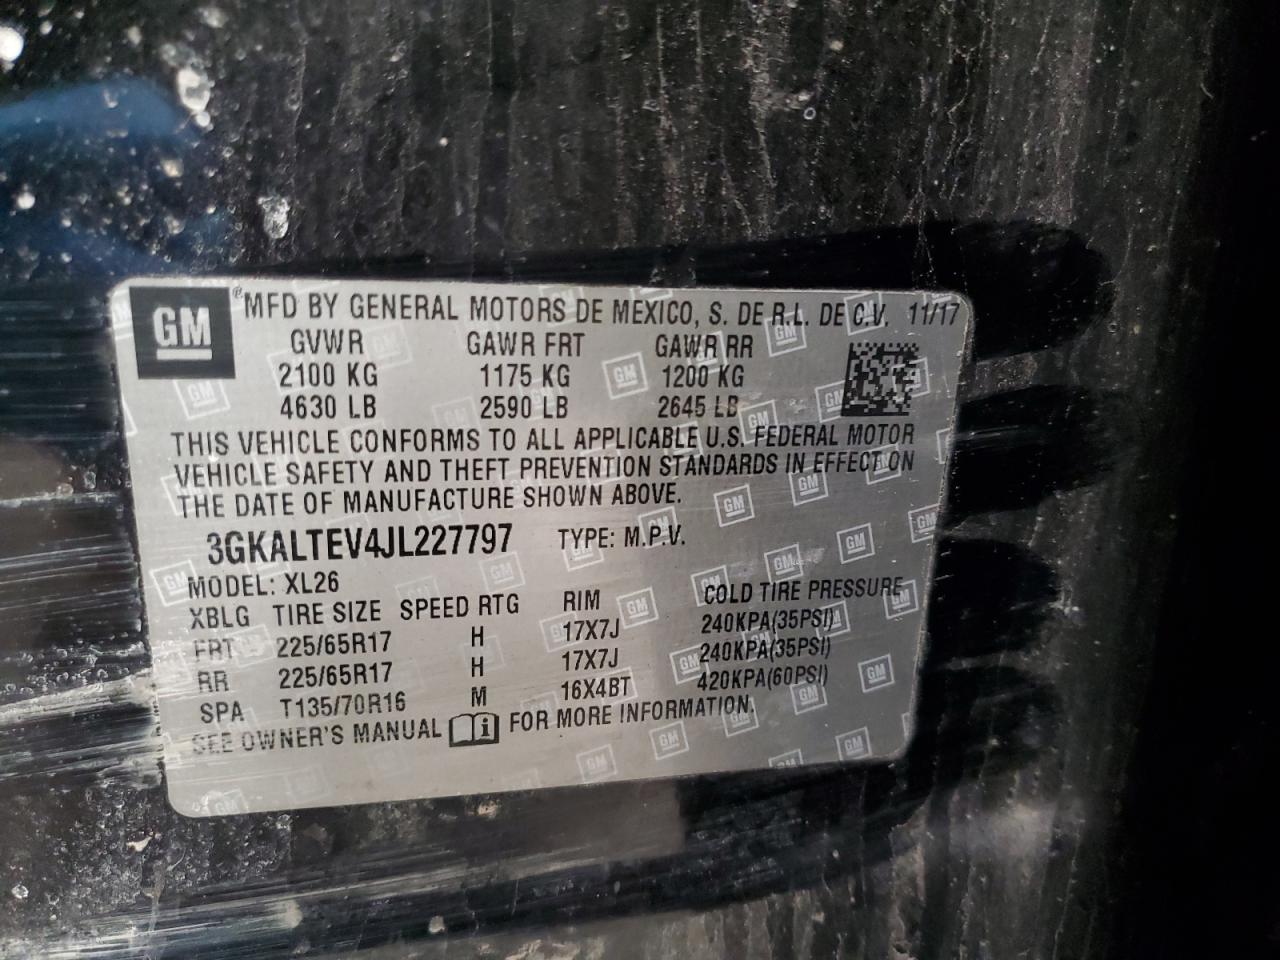 GM ® MFD BY GENERAL MOTORS DE MEXICO, S. DE R.L. DE C.V. 11/17
GVWR GAWR FRT GAWR RR
2100 KG 1175 KG 1200 KG
4630 LB 2590 LB 2645 LB
THIS VEHICLE CONFORMS TO ALL APPLICABLE U.S. FEDERAL MOTOR
VEHICLE SAFETY AND THEFT PREVENTION STANDARDS IN EFFECT ON
THE DATE OF MANUFACTURE SHOWN ABOVE.
3GKALTEV4JL227797 TYPE: M.P.V.
MODEL: XL26
XBLG TIRE SIZE SPEED RTG RIM COLD TIRE PRESSURE
FRT 225/65R17 H 17X7J 240KPA(35PSI)
RR 225/65R17 H 17X7J 240KPA(35PSI)
SPA T135/70R16 M 16X4BT 420KPA(60PSI)
SEE OWNER'S MANUAL FOR MORE INFORMATION.